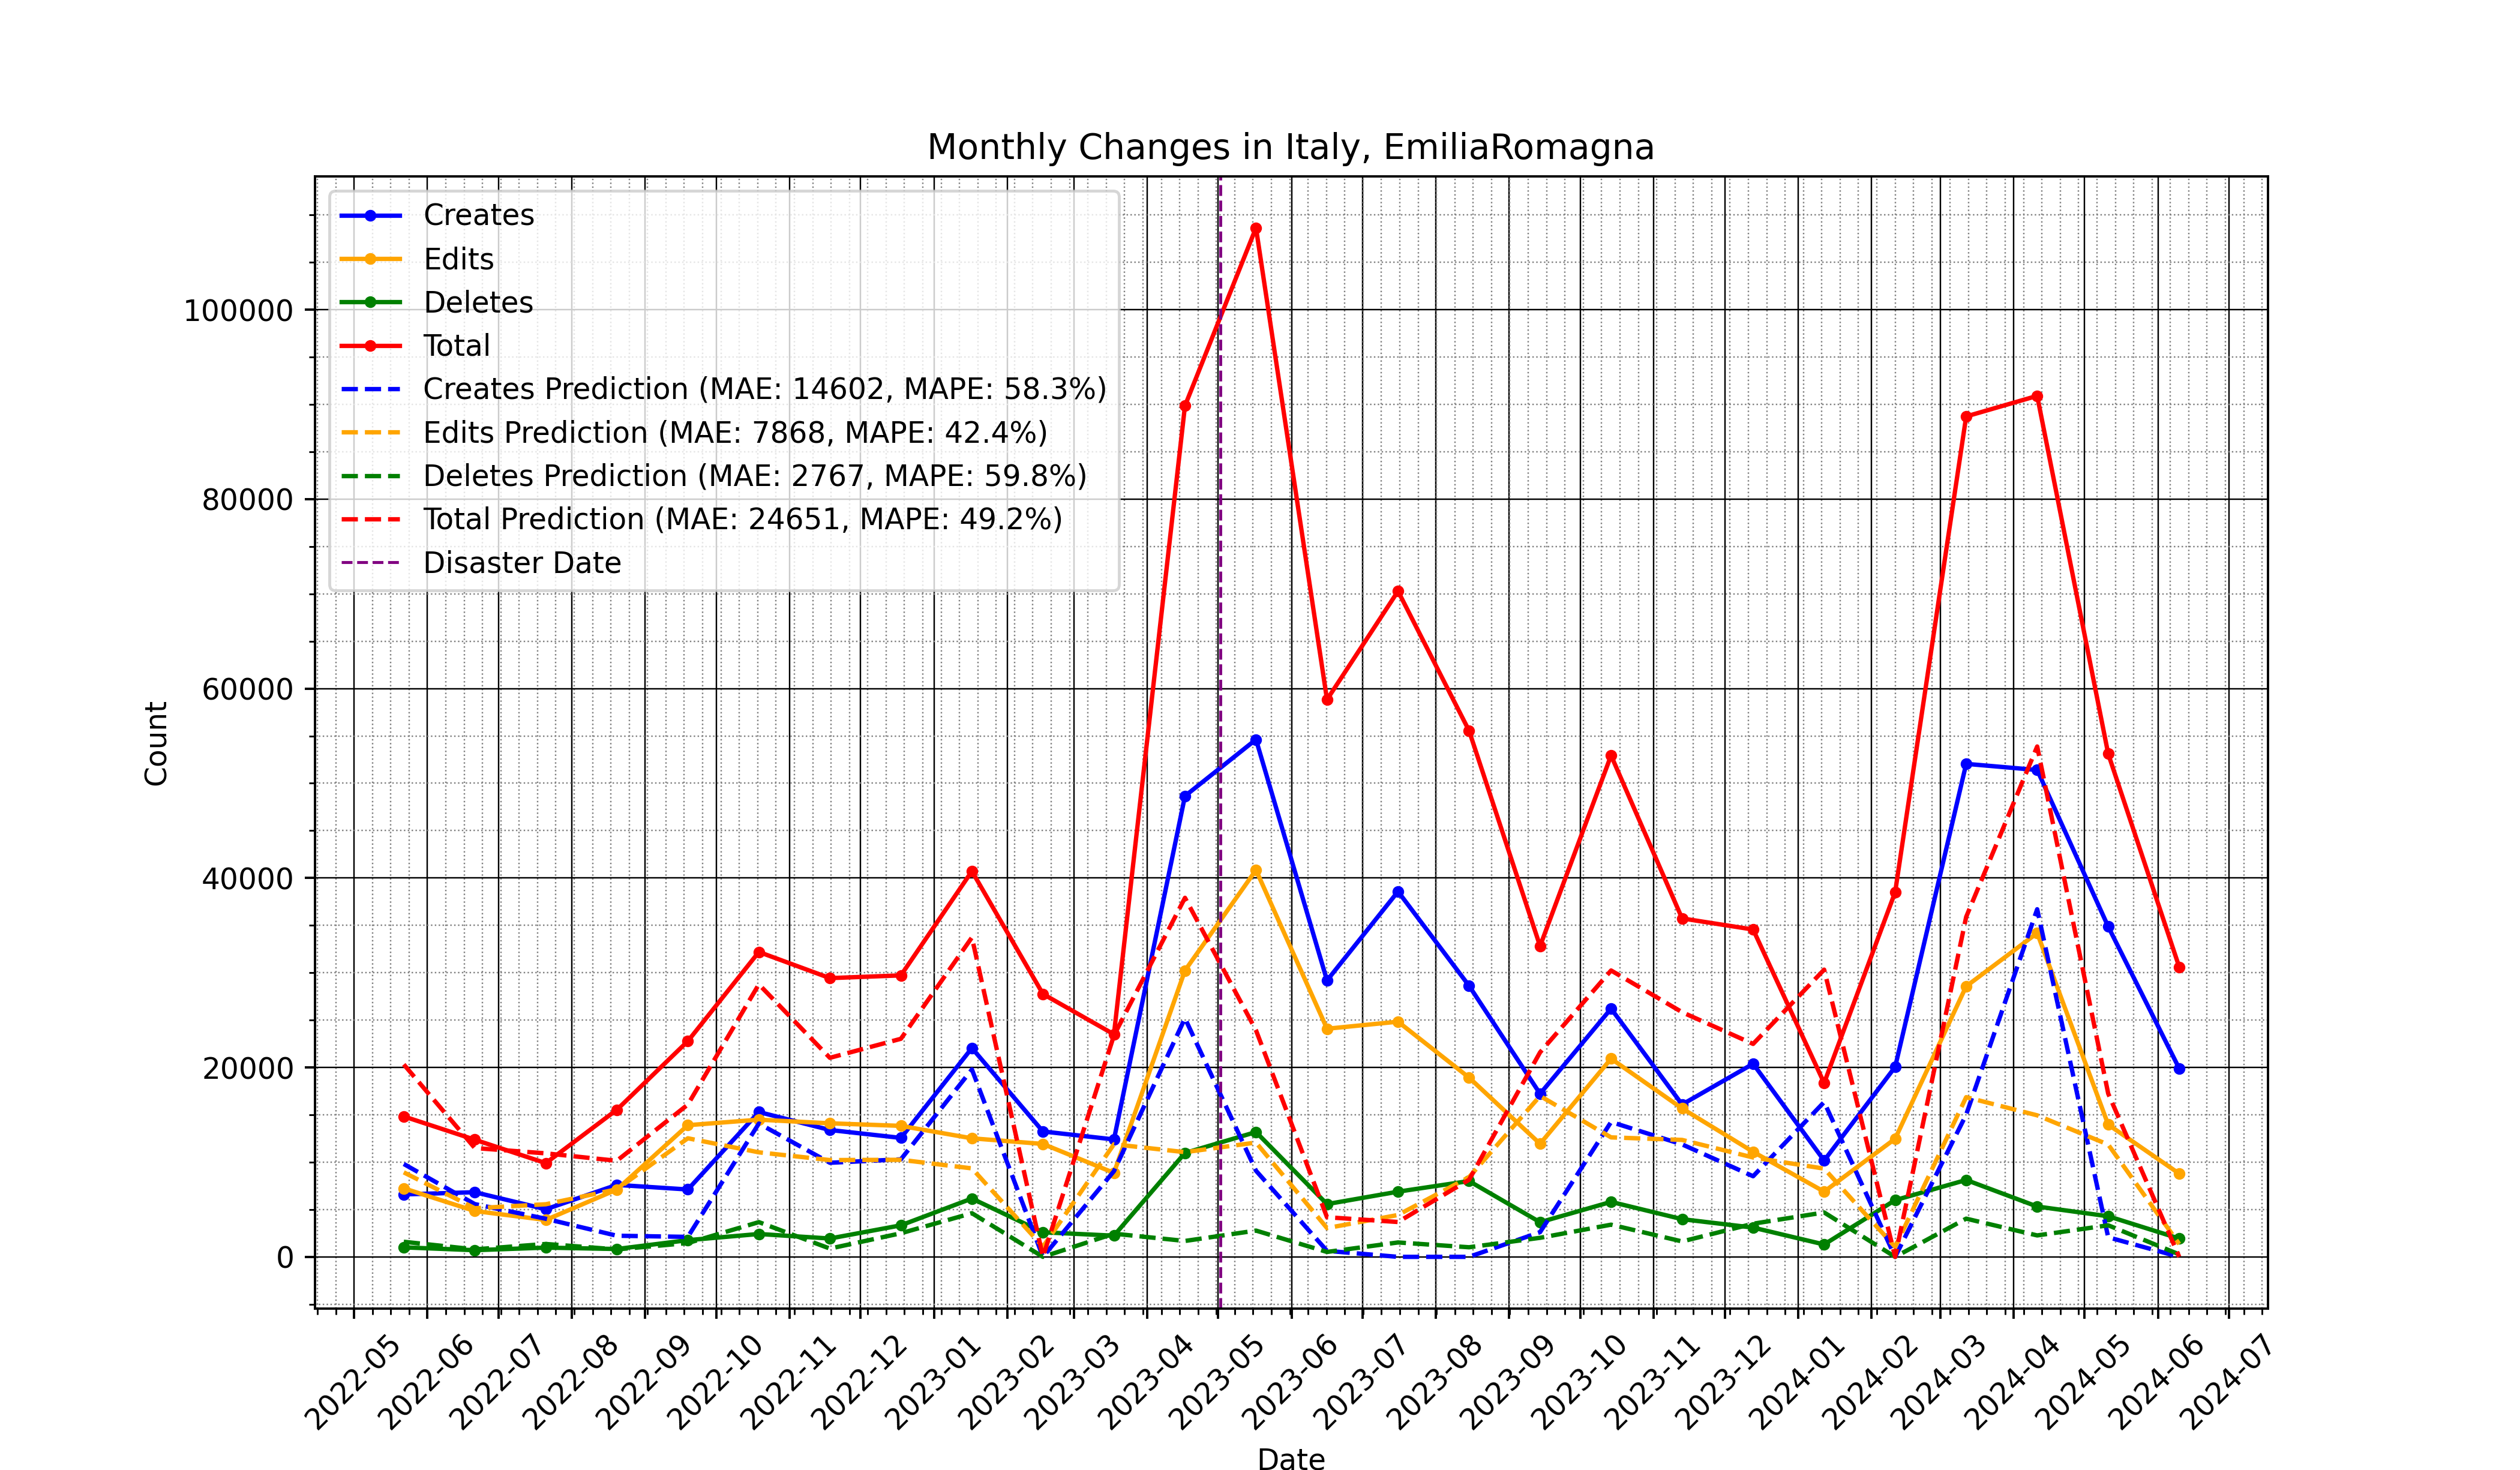 Monthly Changes in Italy, EmiliaRomagna
Creates
Edits
Deletes
Total
Creates Prediction (MAE: 14602, MAPE: 58.3%)
Edits Prediction (MAE: 7868, MAPE: 42.4%)
Deletes Prediction (MAE: 2767, MAPE: 59.8%)
Total Prediction (MAE: 24651, MAPE: 49.2%)
Disaster Date
100000
80000
60000
40000
20000
0
Count
2022-05
2022-06
2022-07
2022-08
2022-09
2022-10
2022-11
2022-12
2023-01
2023-02
2023-03
2023-04
2023-05
2023-06
2023-07
2023-08
2023-09
2023-10
2023-11
2023-12
2024-01
2024-02
2024-03
2024-04
2024-05
2024-06
2024-07
Date